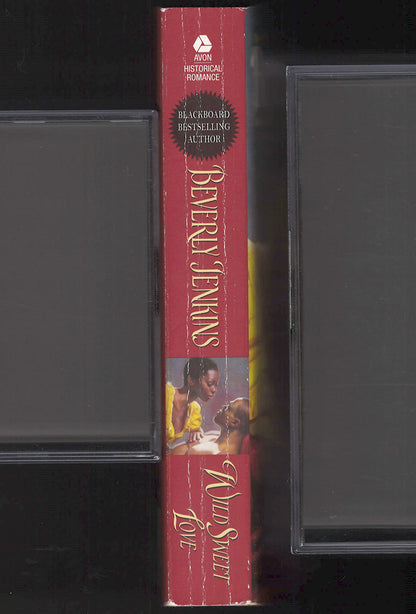 AVON
HISTORICAL
ROMANCE
BLACKBOARD
BESTSELLING
AUTHOR
BEVERLY JENKINS
WILD SWEET
LOVE